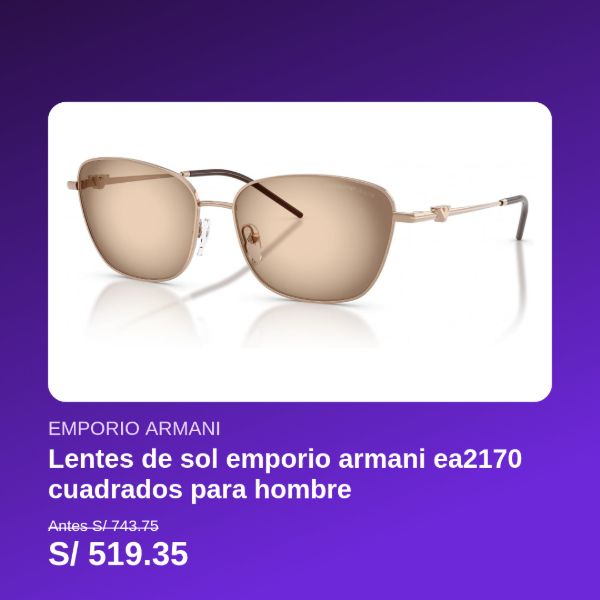 EMPORIO ARMANI
Lentes de sol emporio armani ea2170
cuadrados para hombre
Antes S/ 743.75
S/ 519.35